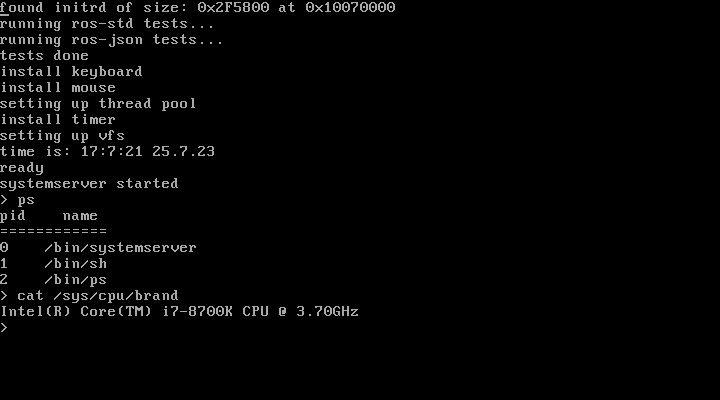 found initrd of size: 0x2F5800 at 0x10070000
running ros-std tests...
running ros-json tests...
tests done
install keyboard
install mouse
setting up thread pool
install timer
setting up vfs
time is: 17:7:21 25.7.23
ready
systemserver started
> ps
pid    name
============
0    /bin/systemserver
1    /bin/sh
2    /bin/ps
> cat /sys/cpu/brand
Intel(R) Core(TM) i7-8700K CPU @ 3.70GHz
>